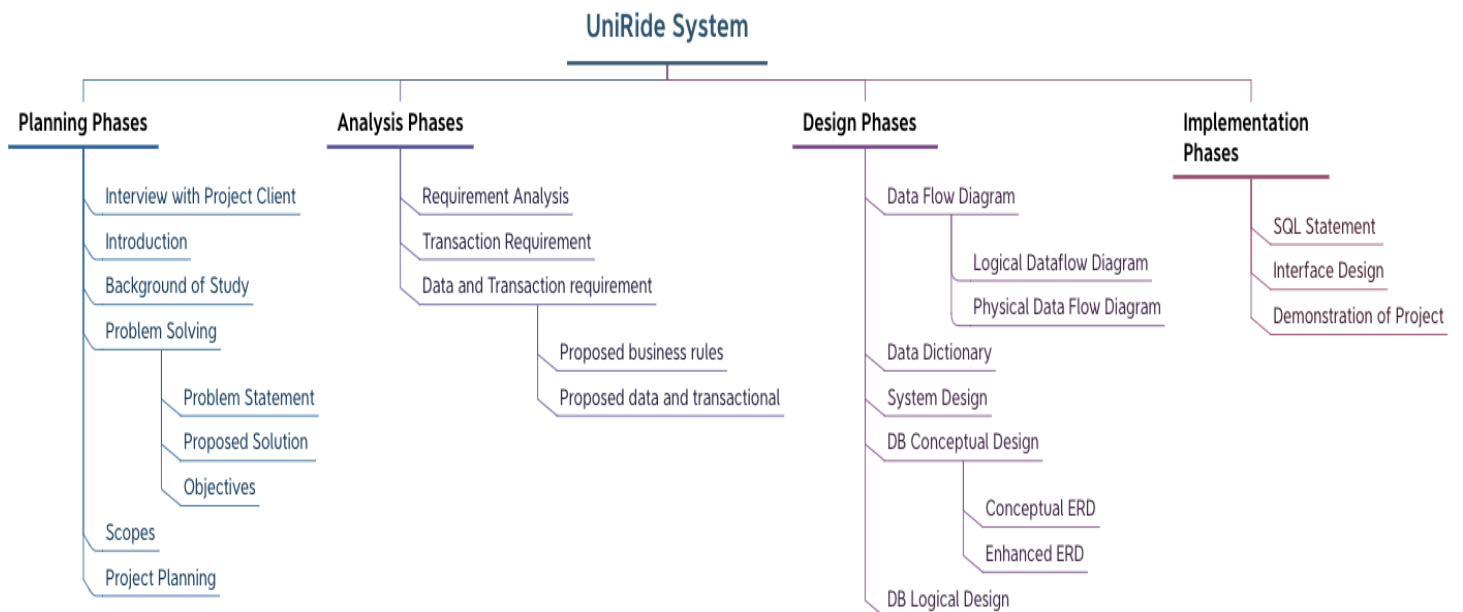 UniRide System
Planning Phases
Interview with Project Client
Introduction
Background of Study
Problem Solving
Problem Statement
Proposed Solution
Objectives
Scopes
Project Planning
Analysis Phases
Requirement Analysis
Transaction Requirement
Data and Transaction requirement
Proposed business rules
Proposed data and transactional
Design Phases
Data Flow Diagram
Logical Dataflow Diagram
Physical Data Flow Diagram
Data Dictionary
System Design
DB Conceptual Design
Conceptual ERD
Enhanced ERD
DB Logical Design
Implementation
Phases
SQL Statement
Interface Design
Demonstration of Project